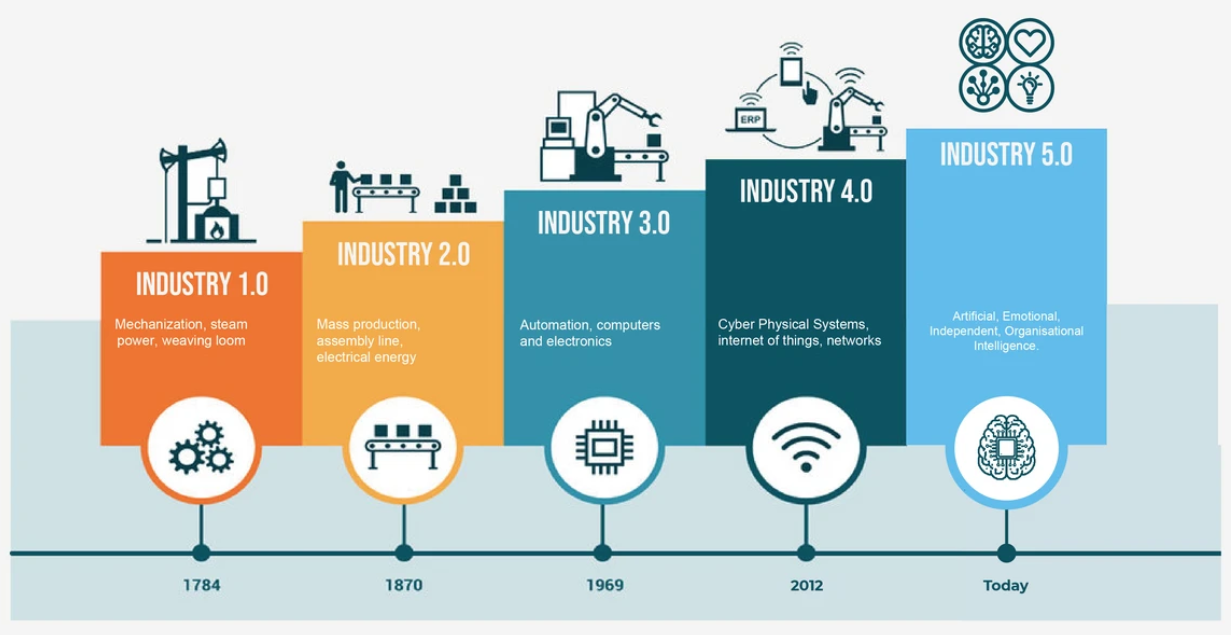 INDUSTRY 1.0
Mechanization, steam
power, weaving loom
1784
INDUSTRY 2.0
Mass production,
assembly line,
electrical energy
1870
INDUSTRY 3.0
Automation, computers
and electronics
1969
ERP
INDUSTRY 4.0
Cyber Physical Systems,
internet of things, networks
2012
INDUSTRY 5.0
Artificial, Emotional,
Independent, Organisational
Intelligence.
Today